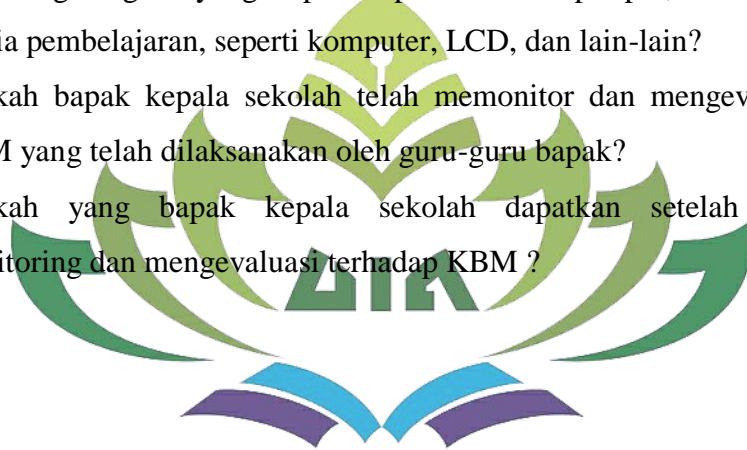 yang
ia pembelajaran, seperti komputer, LCD, dan lain-lain?
kah bapak kepala sekolah telah memonitor dan mengev
M yang telah dilaksanakan oleh guru-guru bapak?
kah yang bapak kepala sekolah dapatkan setelah
itoring dan mengevaluasi terhadap KBM ?